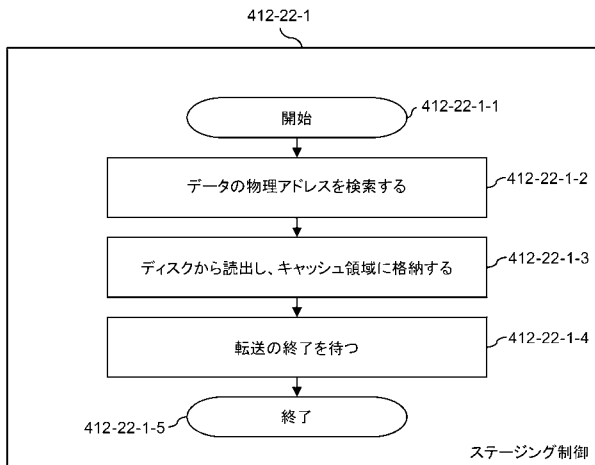 412-22-1
開始
412-22-1-1
データの物理アドレスを検索する
412-22-1-2
ディスクから読出し、キャッシュ領域に格納する
412-22-1-3
転送の終了を待つ
412-22-1-4
終了
412-22-1-5
ステージング制御